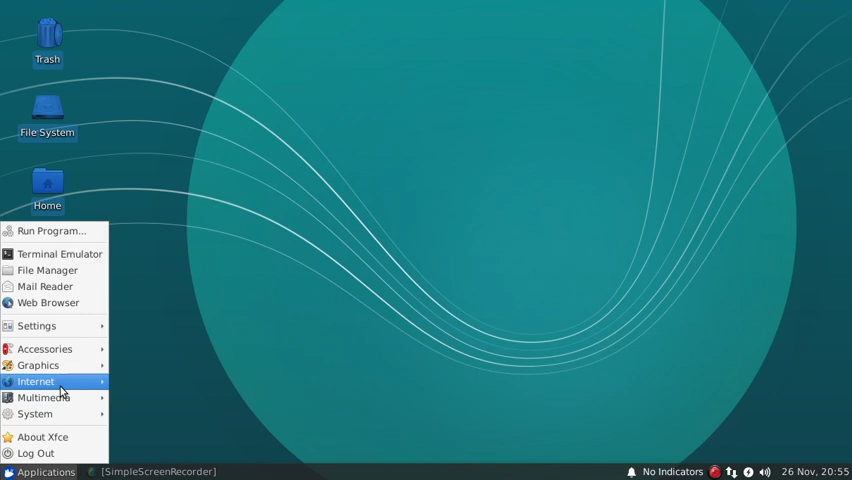 Trash
File System
Home
Run Program...
Terminal Emulator
File Manager
Mail Reader
Web Browser
Settings
Accessories
Graphics
Internet
Multimedia
System
About Xfce
Log Out
Applications [SimpleScreenRecorder] No Indicators 26 Nov, 20:55